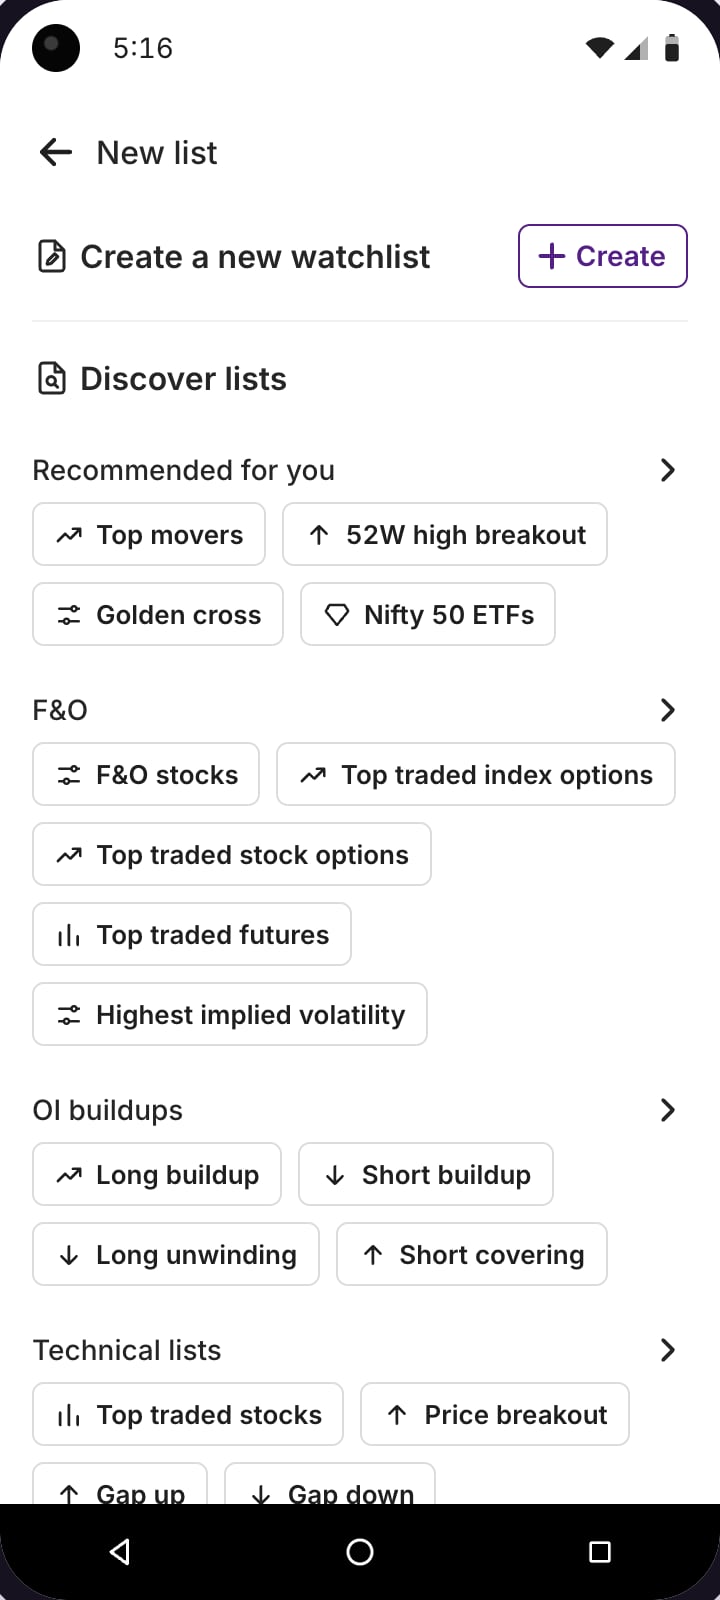 5:16
New list
Create a new watchlist
Create
Discover lists
Recommended for you
Top movers
52W high breakout
Golden cross
Nifty 50 ETFs
F&O
F&O stocks
Top traded index options
Top traded stock options
Top traded futures
Highest implied volatility
OI buildups
Long buildup
Short buildup
Long unwinding
Short covering
Technical lists
Top traded stocks
Price breakout
Gap up
Gap down